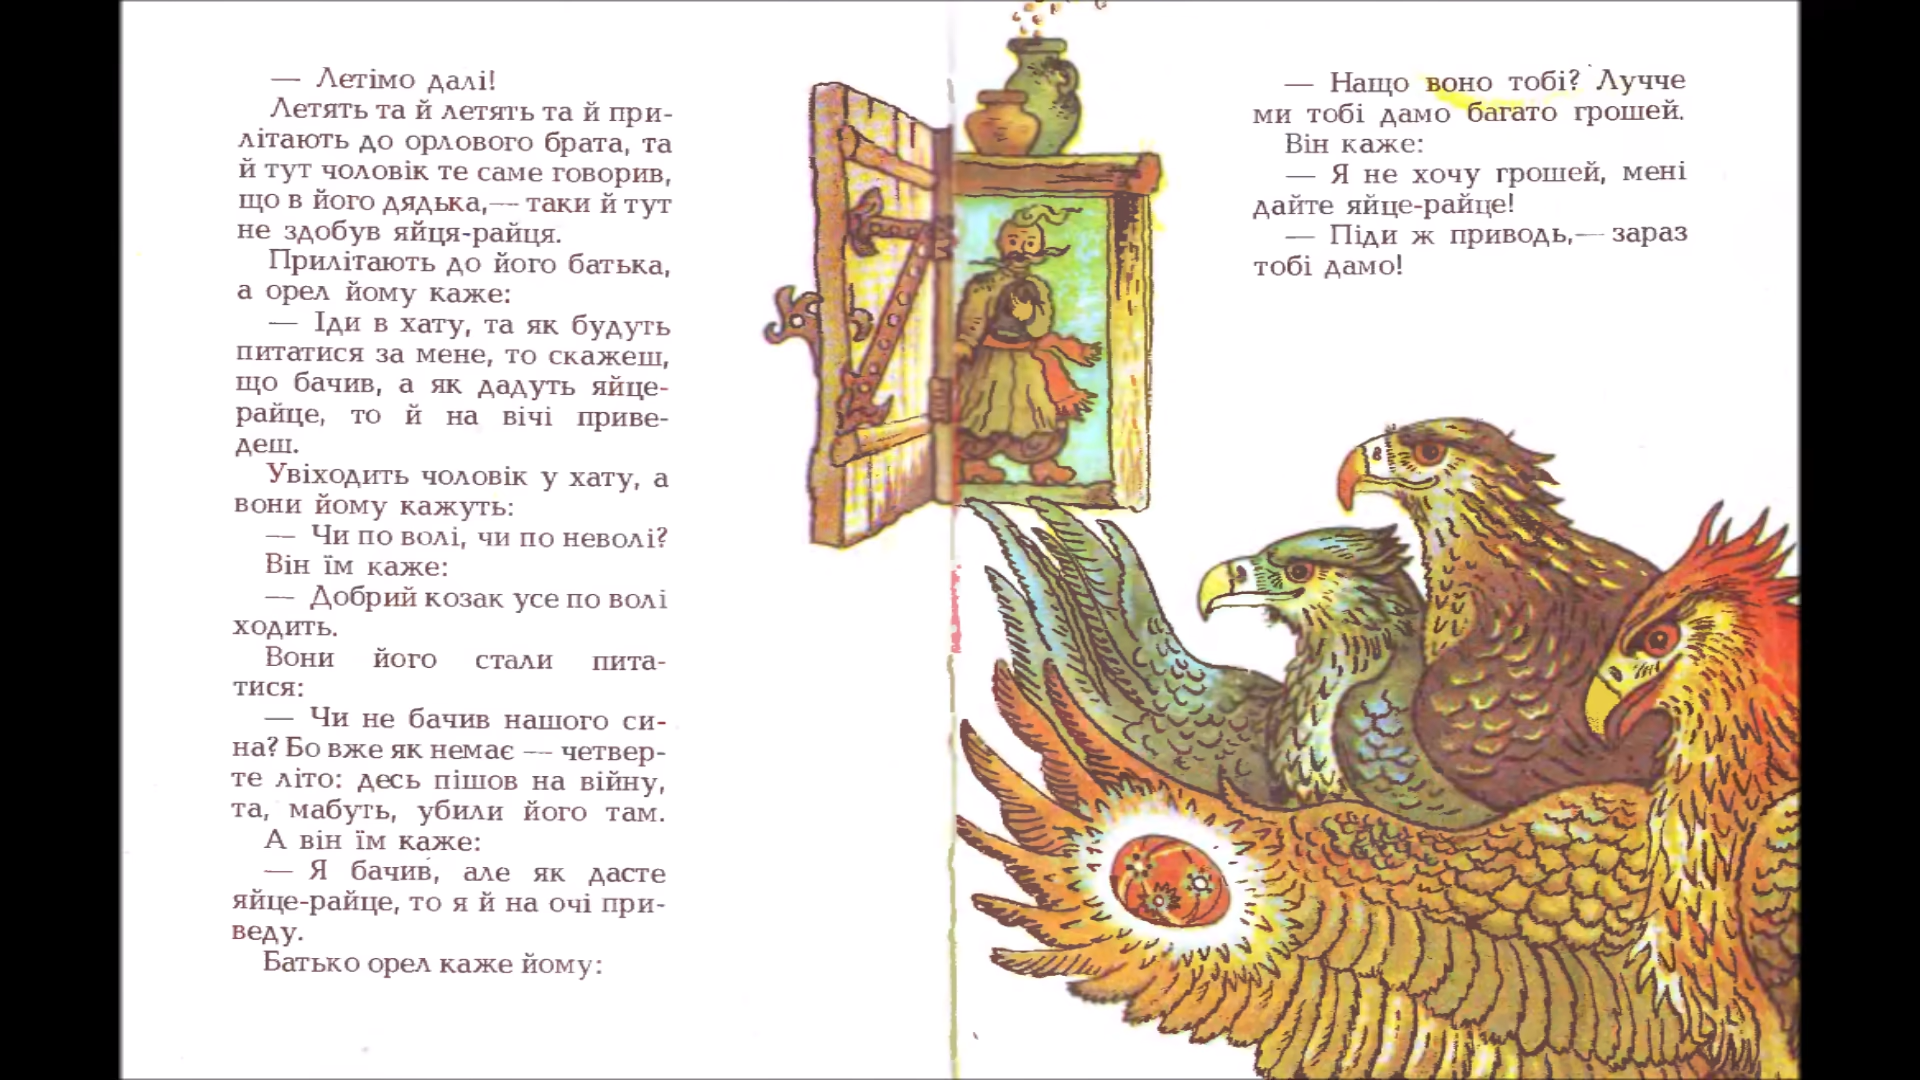 — Летімо далі!
Летять та й летять та й при-
літають до орлового брата, та
й тут чоловік те саме говорив,
що в його дядька,— таки й тут
не здобув яйця-райця.
Прилітають до його батька,
а орел йому каже:
— Іди в хату, та як будуть
питатися за мене, то скажеш,
що бачив, а як дадуть яйце-
райце, то й на вічі приве-
деш.
Увіходить чоловік у хату, а
вони йому кажуть:
— Чи по волі, чи по неволі?
Він їм каже:
— Добрий козак усе по волі
ходить.
Вони його стали пита-
тися:
— Чи не бачив нашого си-
на? Бо вже як немає — четвер-
те літо: десь пішов на війну,
та, мабуть, убили його там.
А він їм каже:
— Я бачив, але як дасте
яйце-райце, то я й на очі при-
веду.
Батько орел каже йому:
— Нащо воно тобі? Лучче
ми тобі дамо багато грошей.
Він каже:
— Я не хочу грошей, мені
дайте яйце-райце!
— Піди ж приводь,— зараз
тобі дамо!